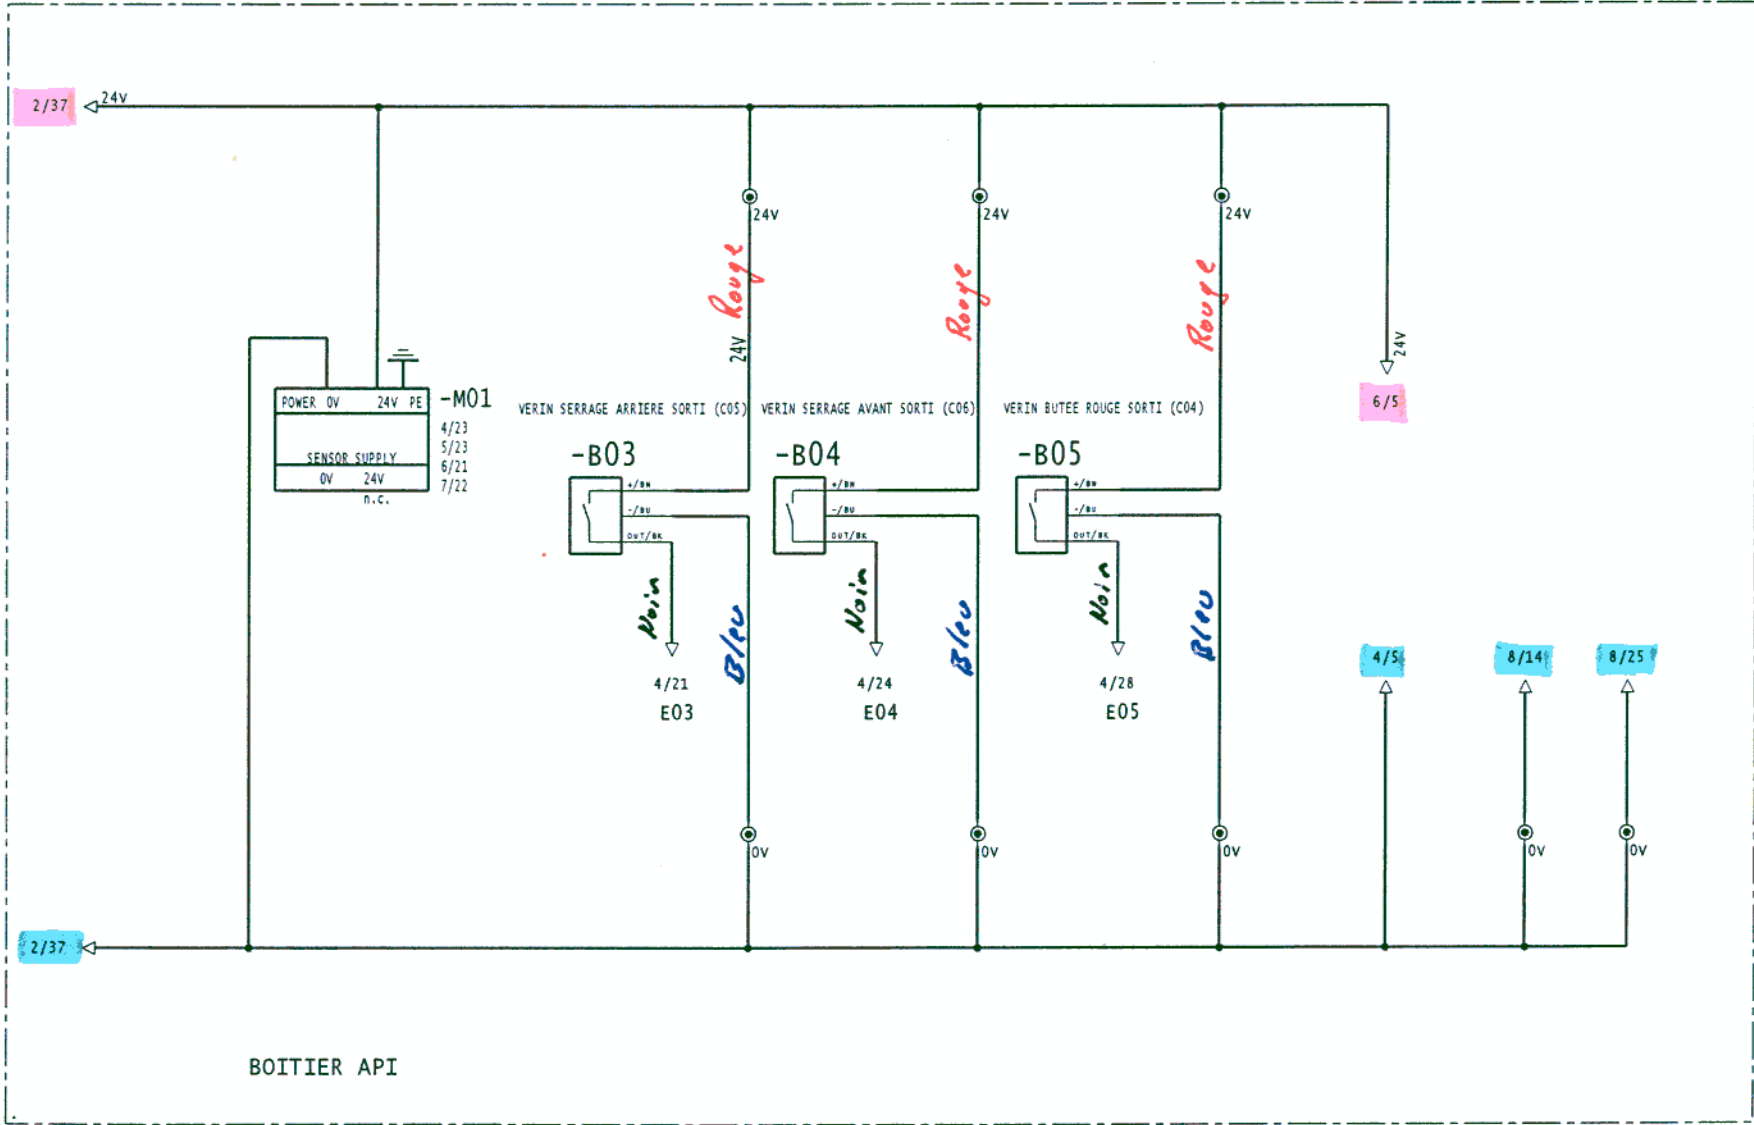 2/37 24V
24V 24V 24V
Rouge Rouge Rouge
24V 24V
POWER 0V 24V PE
-M01
4/23
5/23
6/21
7/22
SENSOR SUPPLY
0V 24V
n.c.
VERIN SERRAGE ARRIERE SORTI (C05)
-B03
+/BN
-/BU
OUT/BK
Noir
Bleu
4/21
E03
VERIN SERRAGE AVANT SORTI (C06)
-B04
+/BN
-/BU
OUT/BK
Noir
Bleu
4/24
E04
VERIN BUTEE ROUGE SORTI (C04)
-B05
+/BN
-/BU
OUT/BK
Noir
Bleu
4/28
E05
6/5
4/5 8/14 8/25
0V 0V 0V 0V 0V
2/37
BOITIER API